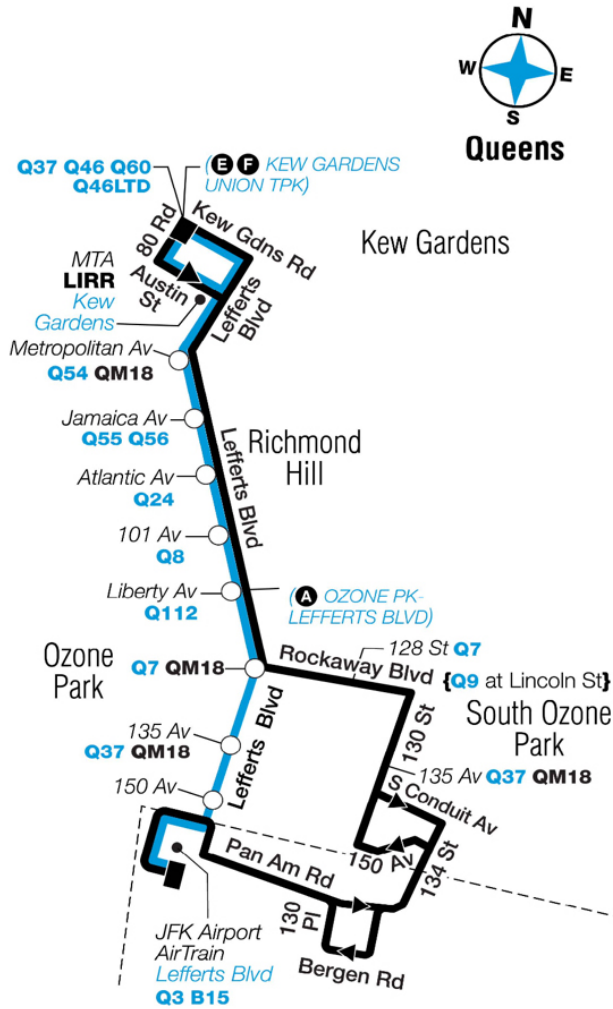 N
W E
S
Queens
Q37 Q46 Q60
Q46LTD
(E F KEW GARDENS
UNION TPK)
80 Rd
Kew Gdns Rd
Kew Gardens
MTA
LIRR
Kew
Gardens
Austin
St
Lefferts
Blvd
Metropolitan Av
Q54 QM18
Jamaica Av
Q55 Q56
Lefferts Blvd
Richmond
Hill
Atlantic Av
Q24
101 Av
Q8
Liberty Av
Q112
(A OZONE PK-
LEFFERTS BLVD)
128 St Q7
Ozone
Park
Q7 QM18
Rockaway Blvd
{Q9 at Lincoln St}
South Ozone
Park
130 St
135 Av
Q37 QM18
Lefferts Blvd
135 Av Q37 QM18
150 Av
S Conduit Av
150 Av
134 St
Pan Am Rd
130
Pl
Bergen Rd
JFK Airport
AirTrain
Lefferts Blvd
Q3 B15